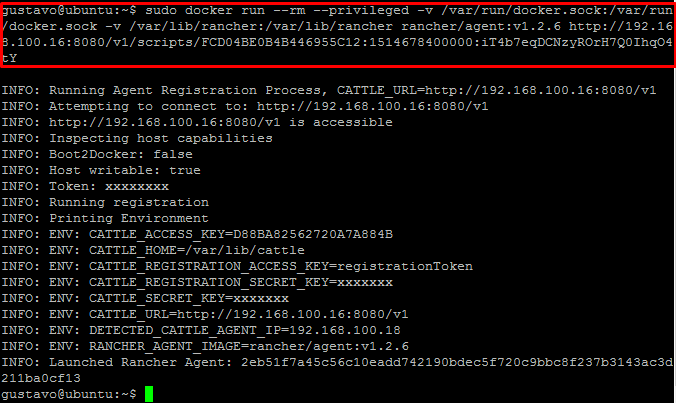 gustavo@ubuntu:~$ sudo docker run --rm --privileged -v /var/run/docker.sock:/var/run
/docker.sock -v /var/lib/rancher:/var/lib/rancher rancher/agent:v1.2.6 http://192.16
8.100.16:8080/v1/scripts/FCD04BE0B4B446955C12:1514678400000:iT4b7eqDCNzyROrH7Q0IhqO4
tY
INFO: Running Agent Registration Process, CATTLE_URL=http://192.168.100.16:8080/v1
INFO: Attempting to connect to: http://192.168.100.16:8080/v1
INFO: http://192.168.100.16:8080/v1 is accessible
INFO: Inspecting host capabilities
INFO: Boot2Docker: false
INFO: Host writable: true
INFO: Token: xxxxxxxx
INFO: Running registration
INFO: Printing Environment
INFO: ENV: CATTLE_ACCESS_KEY=D88BA82562720A7A884B
INFO: ENV: CATTLE_HOME=/var/lib/cattle
INFO: ENV: CATTLE_REGISTRATION_ACCESS_KEY=registrationToken
INFO: ENV: CATTLE_REGISTRATION_SECRET_KEY=xxxxxxx
INFO: ENV: CATTLE_SECRET_KEY=xxxxxxx
INFO: ENV: CATTLE_URL=http://192.168.100.16:8080/v1
INFO: ENV: DETECTED_CATTLE_AGENT_IP=192.168.100.18
INFO: ENV: RANCHER_AGENT_IMAGE=rancher/agent:v1.2.6
INFO: Launched Rancher Agent: 2eb51f7a45c56c10eadd742190bdec5f720c9bbc8f237b3143ac3d
211ba0cf13
gustavo@ubuntu:~$